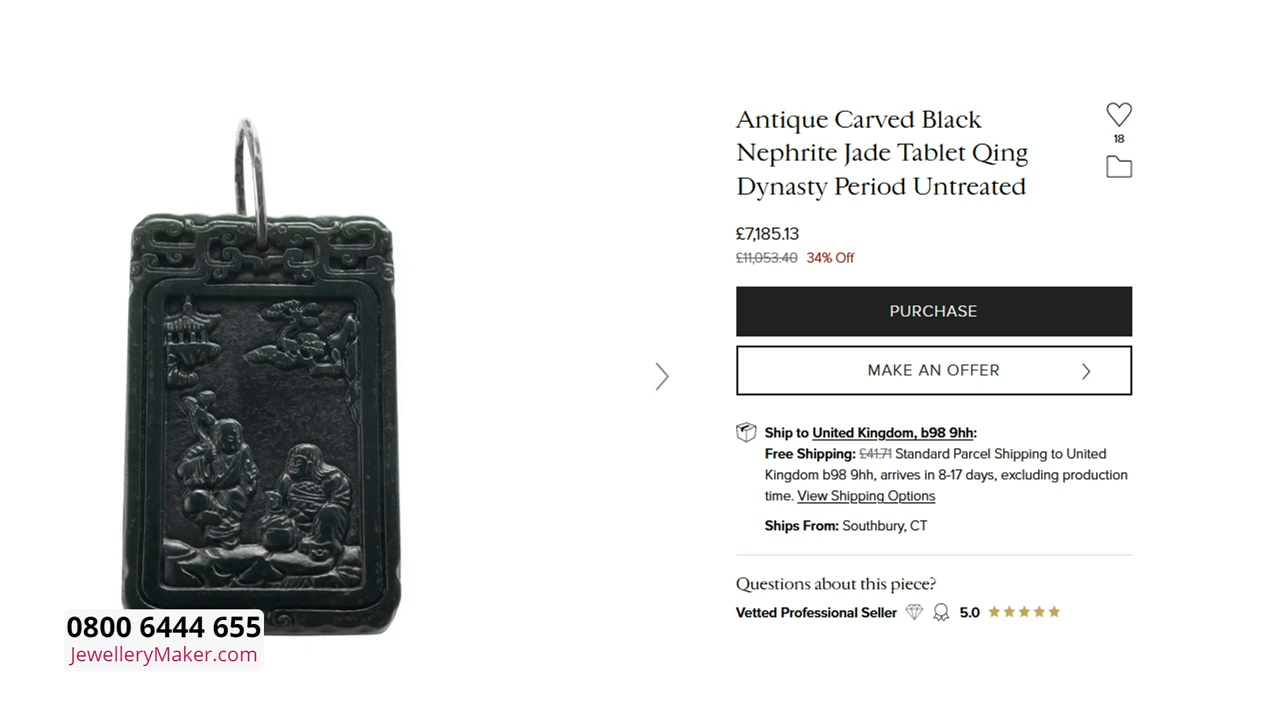 Antique Carved Black
Nephrite Jade Tablet Qing
Dynasty Period Untreated
18
£7,185.13
£11,053.40 34% Off
PURCHASE
MAKE AN OFFER
Ship to United Kingdom, b98 9hh:
Free Shipping: £41.71 Standard Parcel Shipping to United
Kingdom b98 9hh, arrives in 8-17 days, excluding production
time. View Shipping Options
Ships From: Southbury, CT
Questions about this piece?
Vetted Professional Seller 5.0
0800 6444 655
JewelleryMaker.com